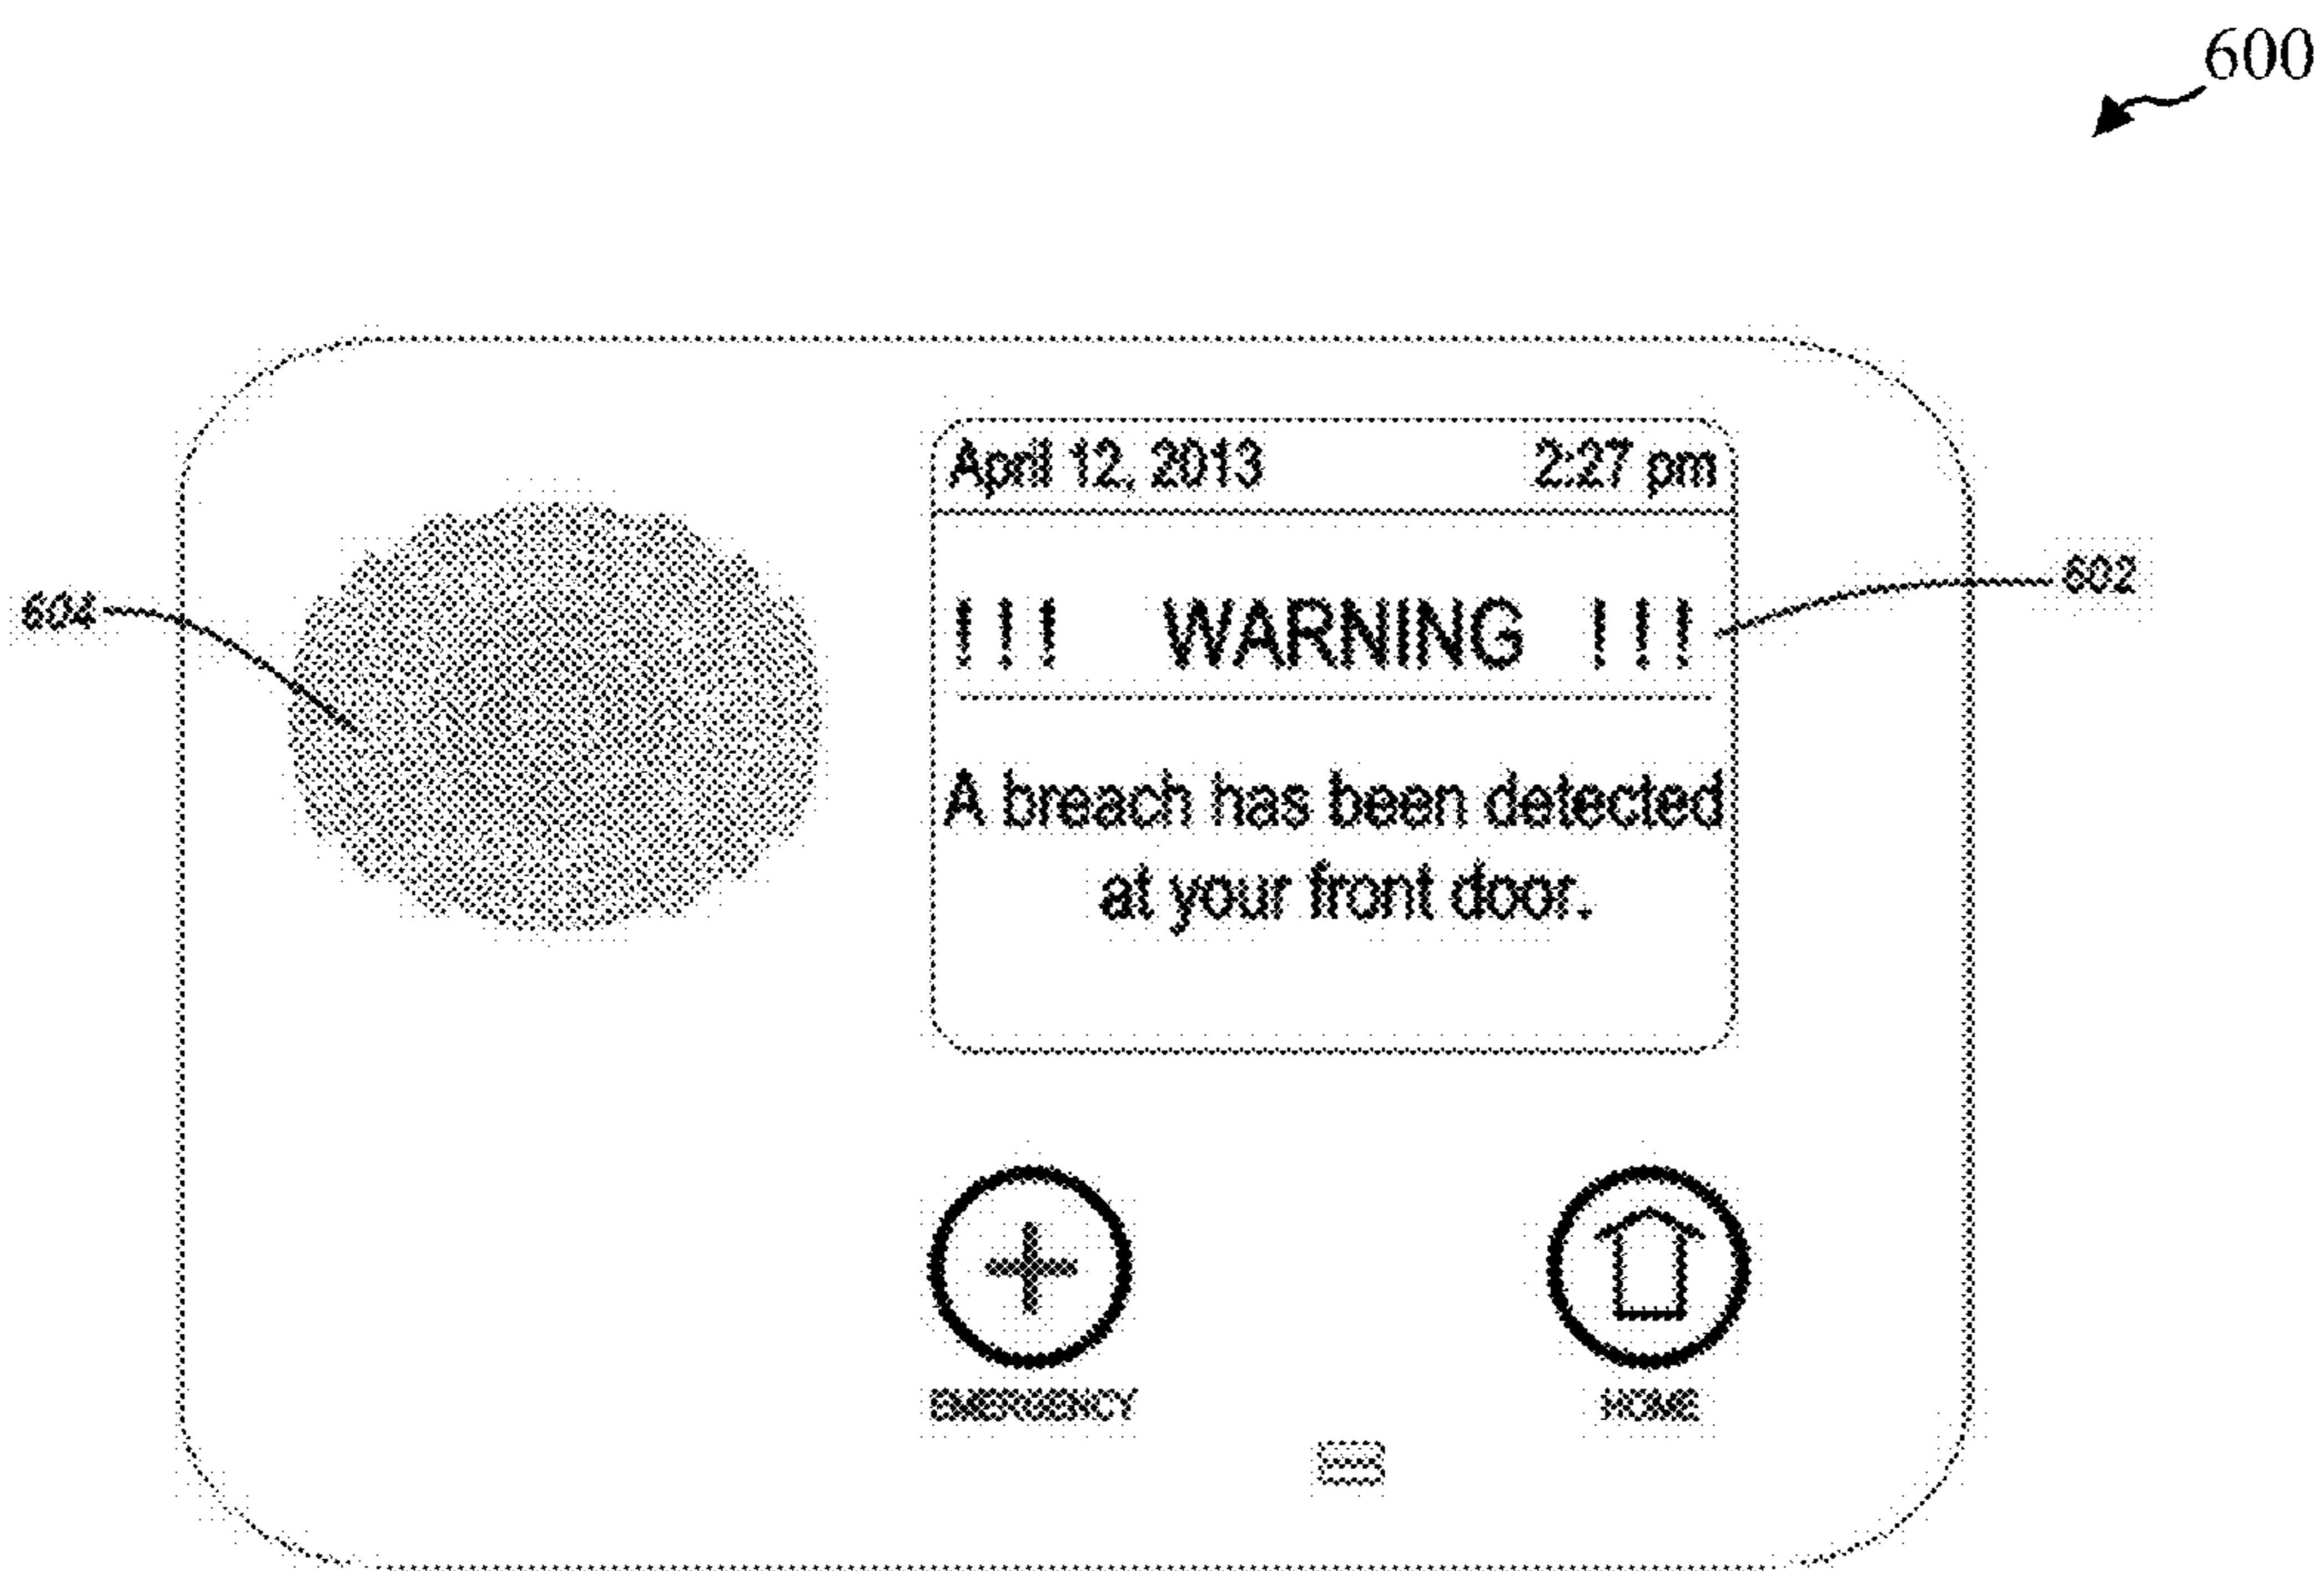 600
April 12, 2013 2:27 pm
604
602
! ! ! WARNING ! ! !
A breach has been detected
at your front door.
EMERGENCY HOME